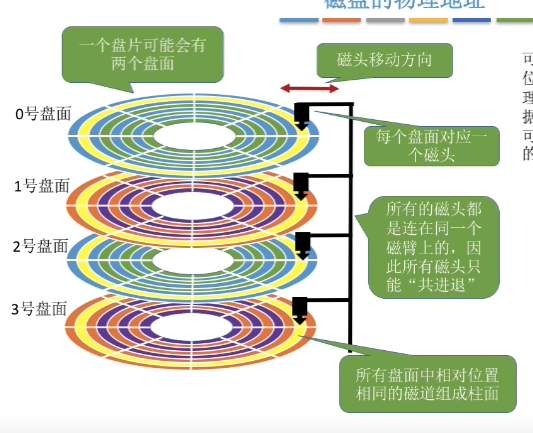 磁盘的物理地址
一个盘片可能会有
两个盘面
磁头移动方向
0号盘面
每个盘面对应一
个磁头
1号盘面
所有的磁头都
是连在同一个
磁臂上的，因
此所有磁头只
能“共进退”
2号盘面
3号盘面
所有盘面中相对位置
相同的磁道组成柱面
可
位
理
据
可
的